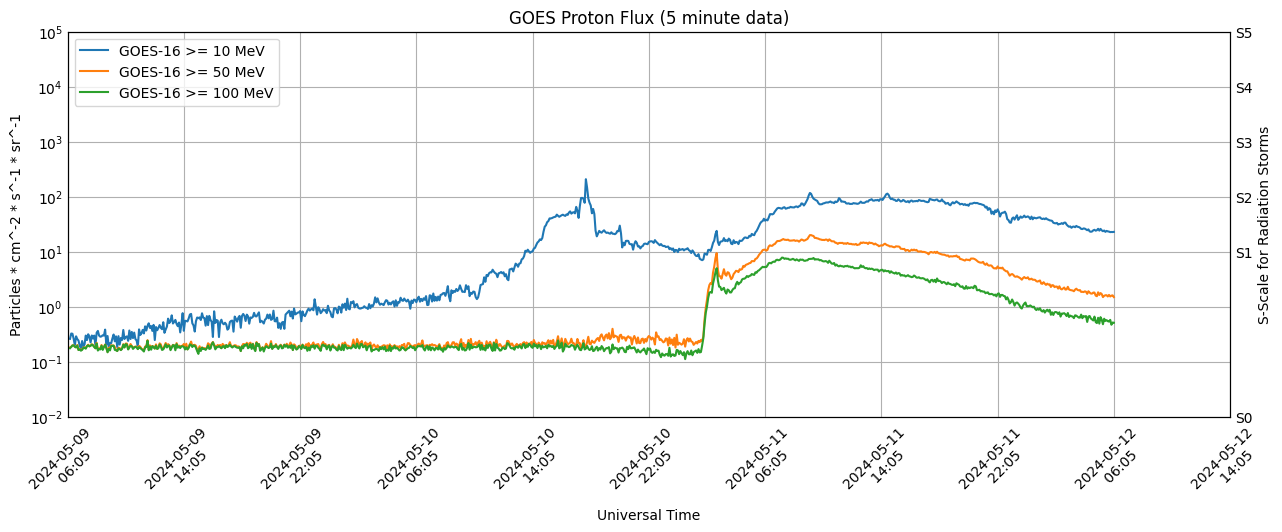 GOES Proton Flux (5 minute data)
GOES-16 >= 10 MeV
GOES-16 >= 50 MeV
GOES-16 >= 100 MeV
10^5
10^4
10^3
10^2
10^1
10^0
10^-1
10^-2
Particles * cm^-2 * s^-1 * sr^-1
S5
S4
S3
S2
S1
S0
S-Scale for Radiation Storms
2024-05-09
06:05
2024-05-09
14:05
2024-05-09
22:05
2024-05-10
06:05
2024-05-10
14:05
2024-05-10
22:05
2024-05-11
06:05
2024-05-11
14:05
2024-05-11
22:05
2024-05-12
06:05
2024-05-12
14:05
Universal Time